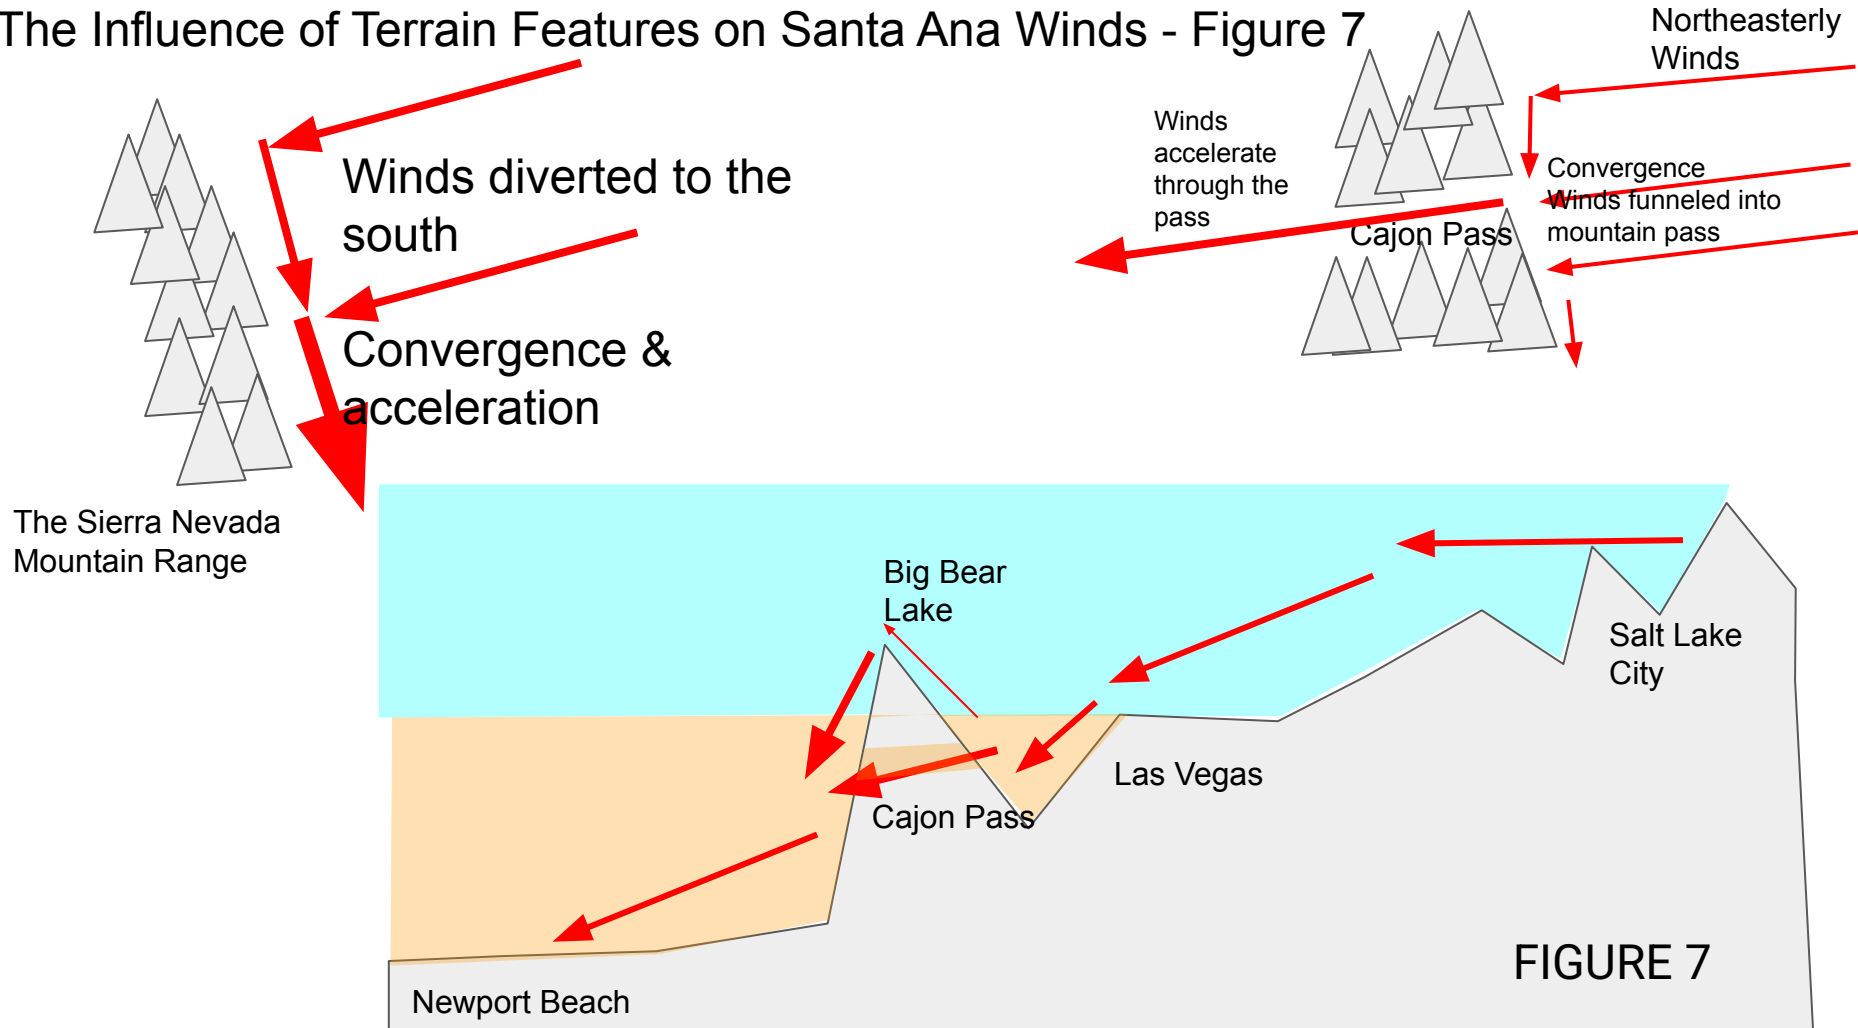 The Influence of Terrain Features on Santa Ana Winds - Figure 7
Northeasterly
Winds
Winds
accelerate
through the
pass
Convergence
Winds funneled into
mountain pass
Cajon Pass
Winds diverted to the
south
Convergence &
acceleration
The Sierra Nevada
Mountain Range
Big Bear
Lake
Salt Lake
City
Las Vegas
Cajon Pass
FIGURE 7
Newport Beach